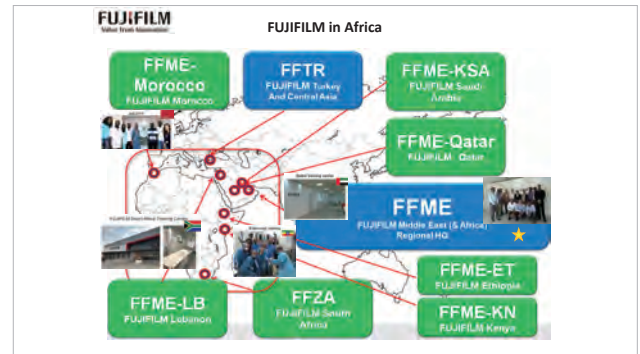 FUJIFILM
Value from Innovation
FUJIFILM in Africa
FFME-
Morocco
FUJIFILM Morocco
FFTR
FUJIFILM Turkey
And Central Asia
FFME-KSA
FUJIFILM Saudi
Arabia
FFME-Qatar
FUJIFILM Qatar
FFME
FUJIFILM Middle East (& Africa)
Regional HQ
FFME-ET
FUJIFILM Ethiopia
FFME-LB
FUJIFILM Lebanon
FFZA
FUJIFILM South
Africa
FFME-KN
FUJIFILM Kenya